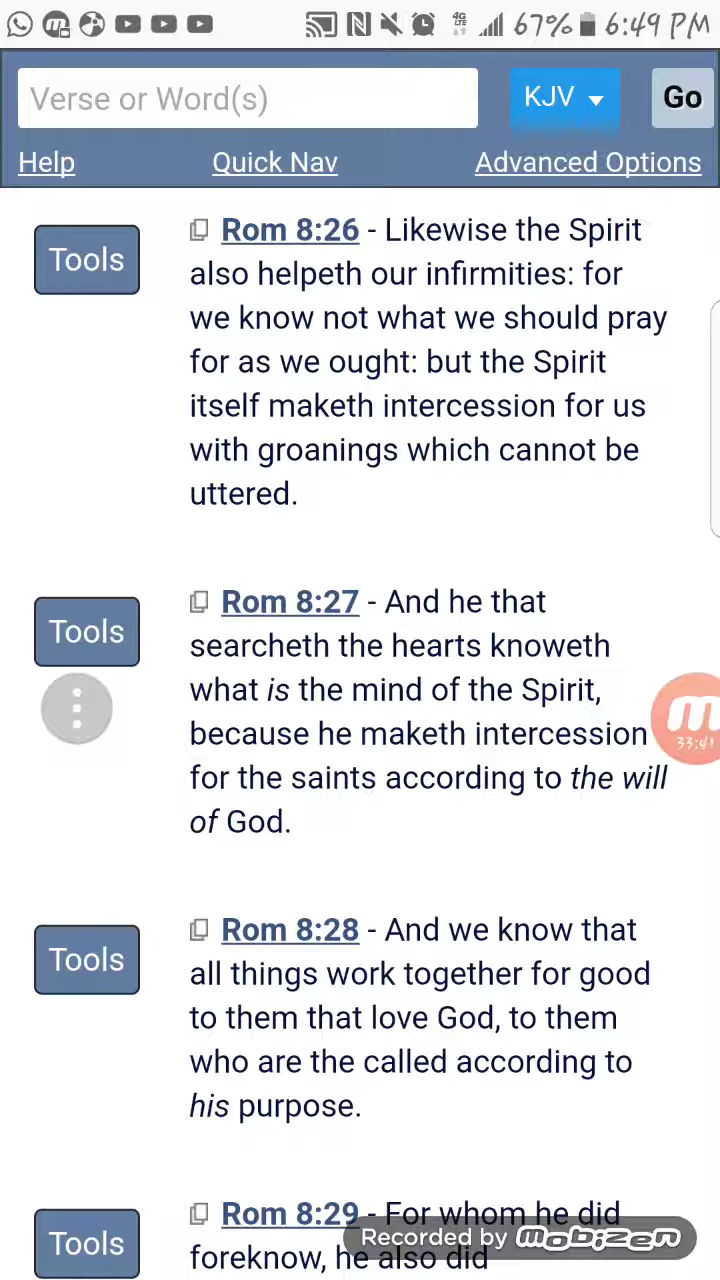 4G
LTE
67% 6:49 PM
Verse or Word(s)
KJV
Go
Help Quick Nav Advanced Options
Tools
Rom 8:26 - Likewise the Spirit
also helpeth our infirmities: for
we know not what we should pray
for as we ought: but the Spirit
itself maketh intercession for us
with groanings which cannot be
uttered.
Tools
Rom 8:27 - And he that
searcheth the hearts knoweth
what is the mind of the Spirit,
because he maketh intercession
for the saints according to the will
of God.
33:41
Tools
Rom 8:28 - And we know that
all things work together for good
to them that love God, to them
who are the called according to
his purpose.
Tools
Rom 8:29 - For whom he did
foreknow, he also did
Recorded by mobizen